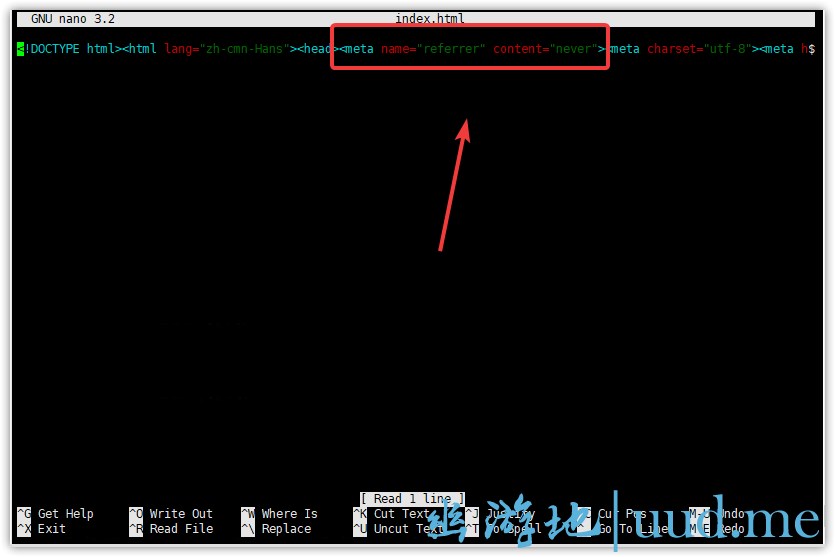 GNU nano 3.2 index.html
<!DOCTYPE html><html lang="zh-cmn-Hans"><head><meta name="referrer" content="never"><meta charset="utf-8"><meta h$
[ Read 1 line ]
^G Get Help ^O Write Out ^W Where Is ^K Cut Text ^J Justify Cur Pos M-U Undo
^X Exit ^R Read File ^\ Replace ^U Uncut Text ^T To Spell Go To Line M-E Redo
幽游地|uud.me